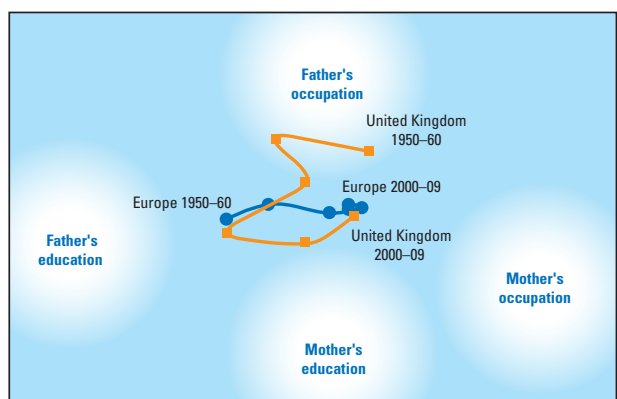 Father's
occupation
United Kingdom
1950–60
Europe 1950–60
Europe 2000–09
Father's
education
United Kingdom
2000–09
Mother's
occupation
Mother's
education